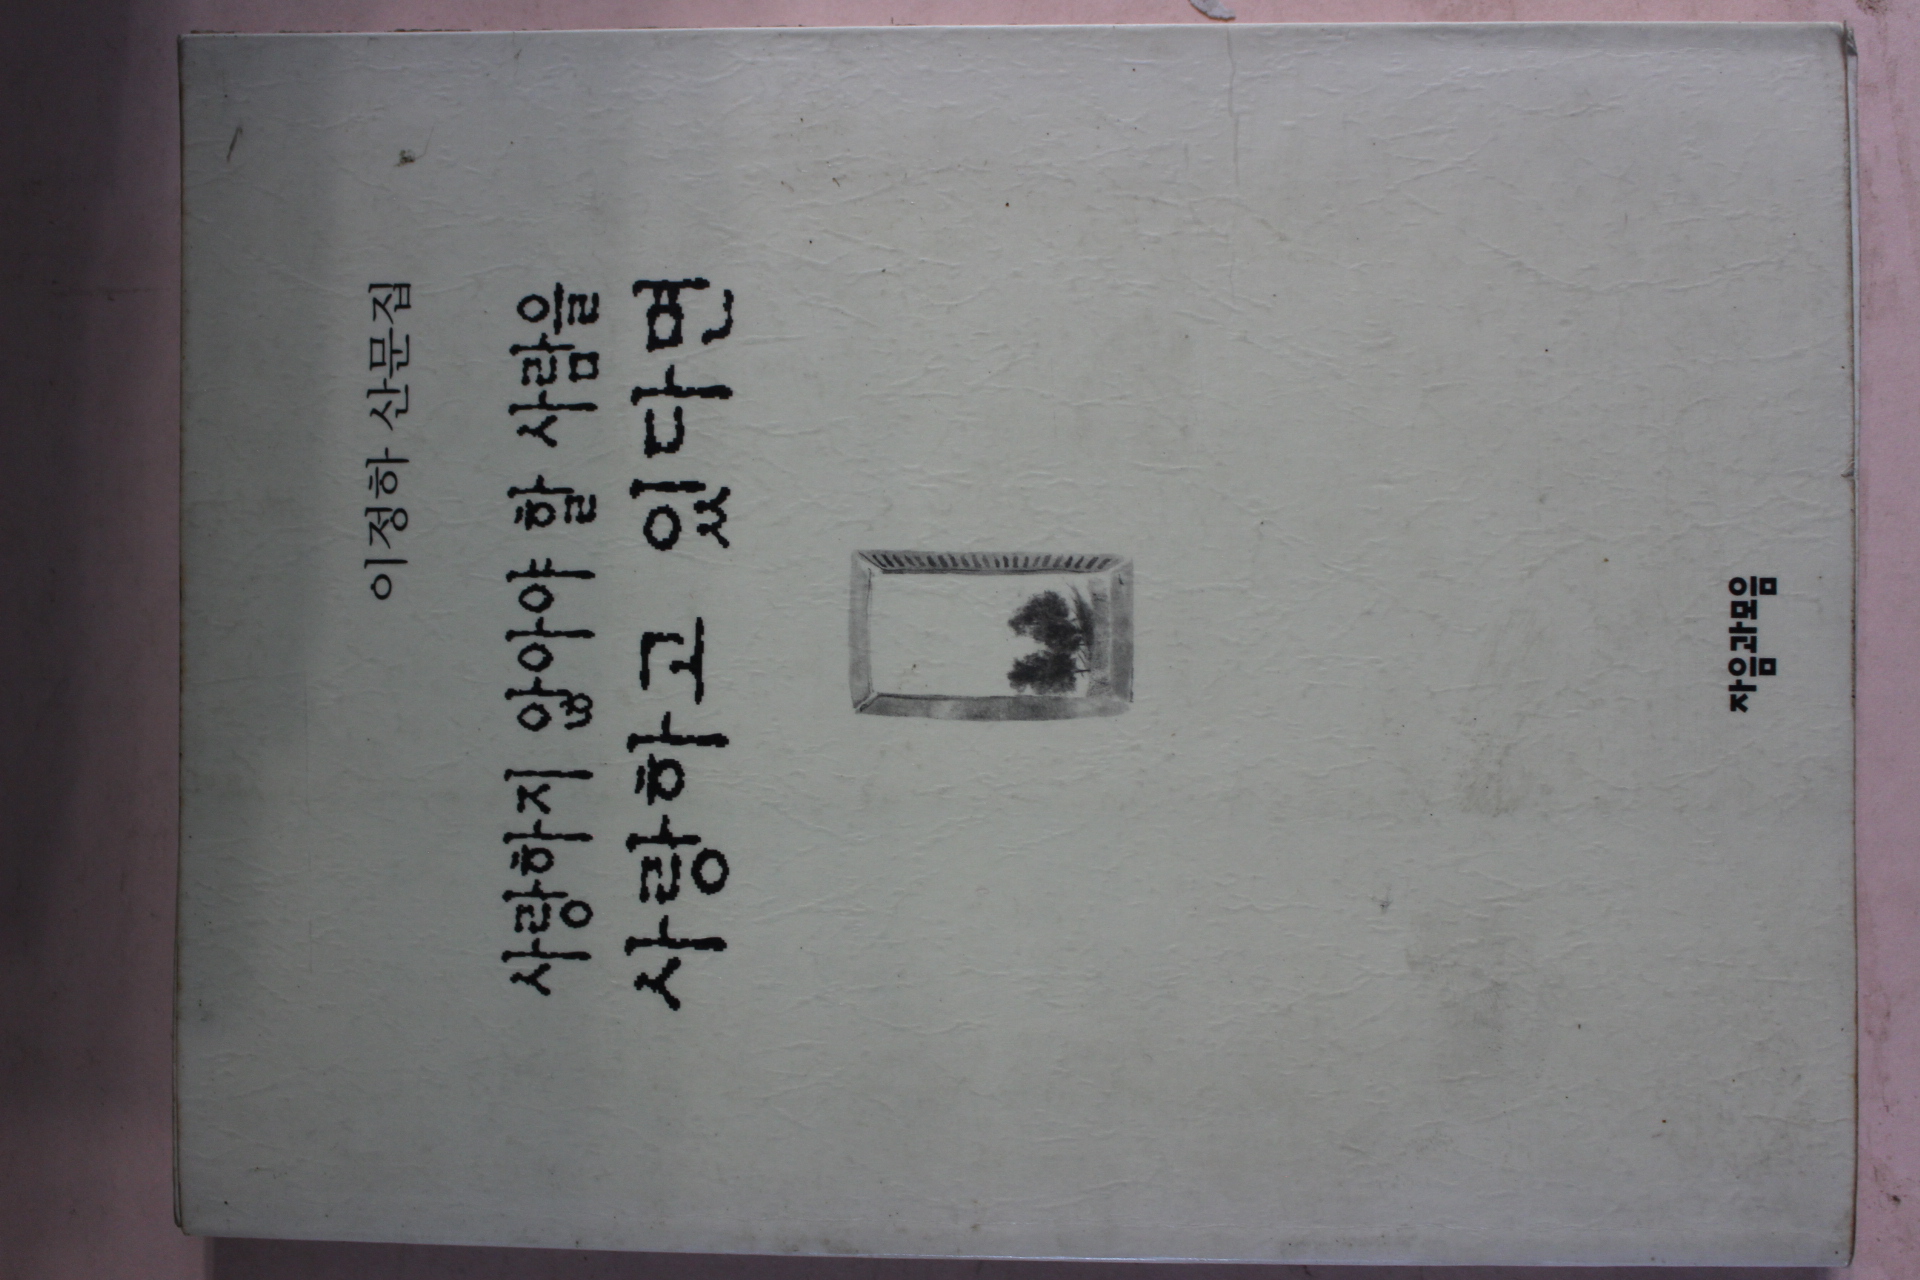 이정하 산문집
사랑하지 않아야 할 사람을
사랑하고 있다면
자음과모음